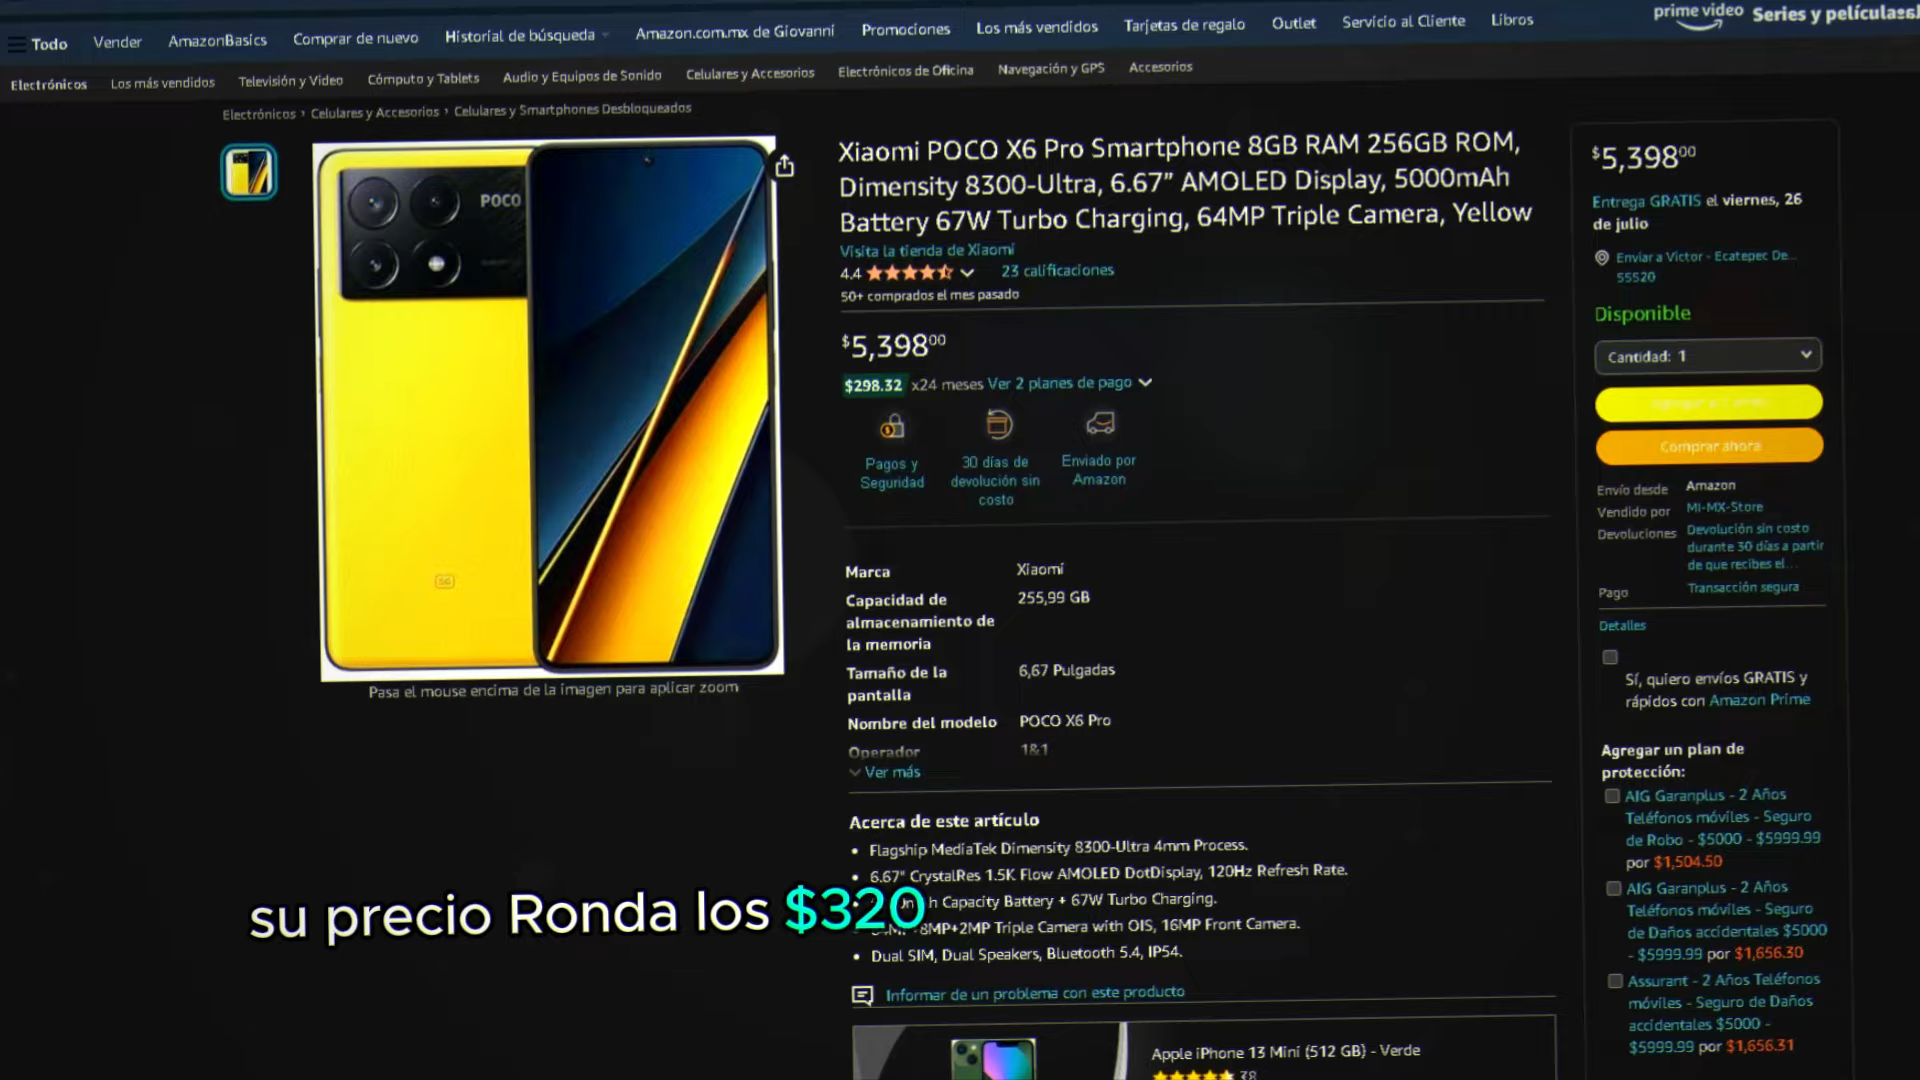 prime video Series y películas
Todo Vender AmazonBasics Comprar de nuevo Historial de búsqueda Amazon.com.mx de Giovanni Promociones Los más vendidos Tarjetas de regalo Outlet Servicio al Cliente Libros
Electrónicos Los más vendidos Televisión y Video Cómputo y Tablets Audio y Equipos de Sonido Celulares y Accesorios Electrónicos de Oficina Navegación y GPS Accesorios
Electrónicos › Celulares y Accesorios › Celulares y Smartphones Desbloqueados
POCO
5G
Pasa el mouse encima de la imagen para aplicar zoom
Xiaomi POCO X6 Pro Smartphone 8GB RAM 256GB ROM,
Dimensity 8300-Ultra, 6.67” AMOLED Display, 5000mAh
Battery 67W Turbo Charging, 64MP Triple Camera, Yellow
Visita la tienda de Xiaomi
4.4 23 calificaciones
50+ comprados el mes pasado
$5,39800
$298.32 x24 meses Ver 2 planes de pago
Pagos y
Seguridad
30 días de
devolución sin
costo
Enviado por
Amazon
Marca Xiaomi
Capacidad de 255,99 GB
almacenamiento de
la memoria
Tamaño de la 6,67 Pulgadas
pantalla
Nombre del modelo POCO X6 Pro
Operador 1&1
Ver más
Acerca de este artículo
• Flagship MediaTek Dimensity 8300-Ultra 4mm Process.
• 6.67" CrystalRes 1.5K Flow AMOLED DotDisplay, 120Hz Refresh Rate.
Capacity Battery + 67W Turbo Charging.
su precio Ronda los $320
+8MP+2MP Triple Camera with OIS, 16MP Front Camera.
• Dual SIM, Dual Speakers, Bluetooth 5.4, IP54.
Informar de un problema con este producto
Apple iPhone 13 Mini (512 GB) - Verde
38
$5,39800
Entrega GRATIS el viernes, 26
de julio
Enviar a Victor - Ecatepec De...
55520
Disponible
Cantidad: 1
Comprar ahora
Envío desde Amazon
Vendido por MI-MX-Store
Devoluciones Devolución sin costo
durante 30 días a partir
de que recibes el...
Pago Transacción segura
Detalles
Sí, quiero envíos GRATIS y
rápidos con Amazon Prime
Agregar un plan de
protección:
AIG Garanplus - 2 Años
Teléfonos móviles - Seguro
de Robo - $5000 - $5999.99
por $1,504.50
AIG Garanplus - 2 Años
Teléfonos móviles - Seguro
de Daños accidentales $5000
- $5999.99 por $1,656.30
Assurant - 2 Años Teléfonos
móviles - Seguro de Daños
accidentales $5000 -
$5999.99 por $1,656.31